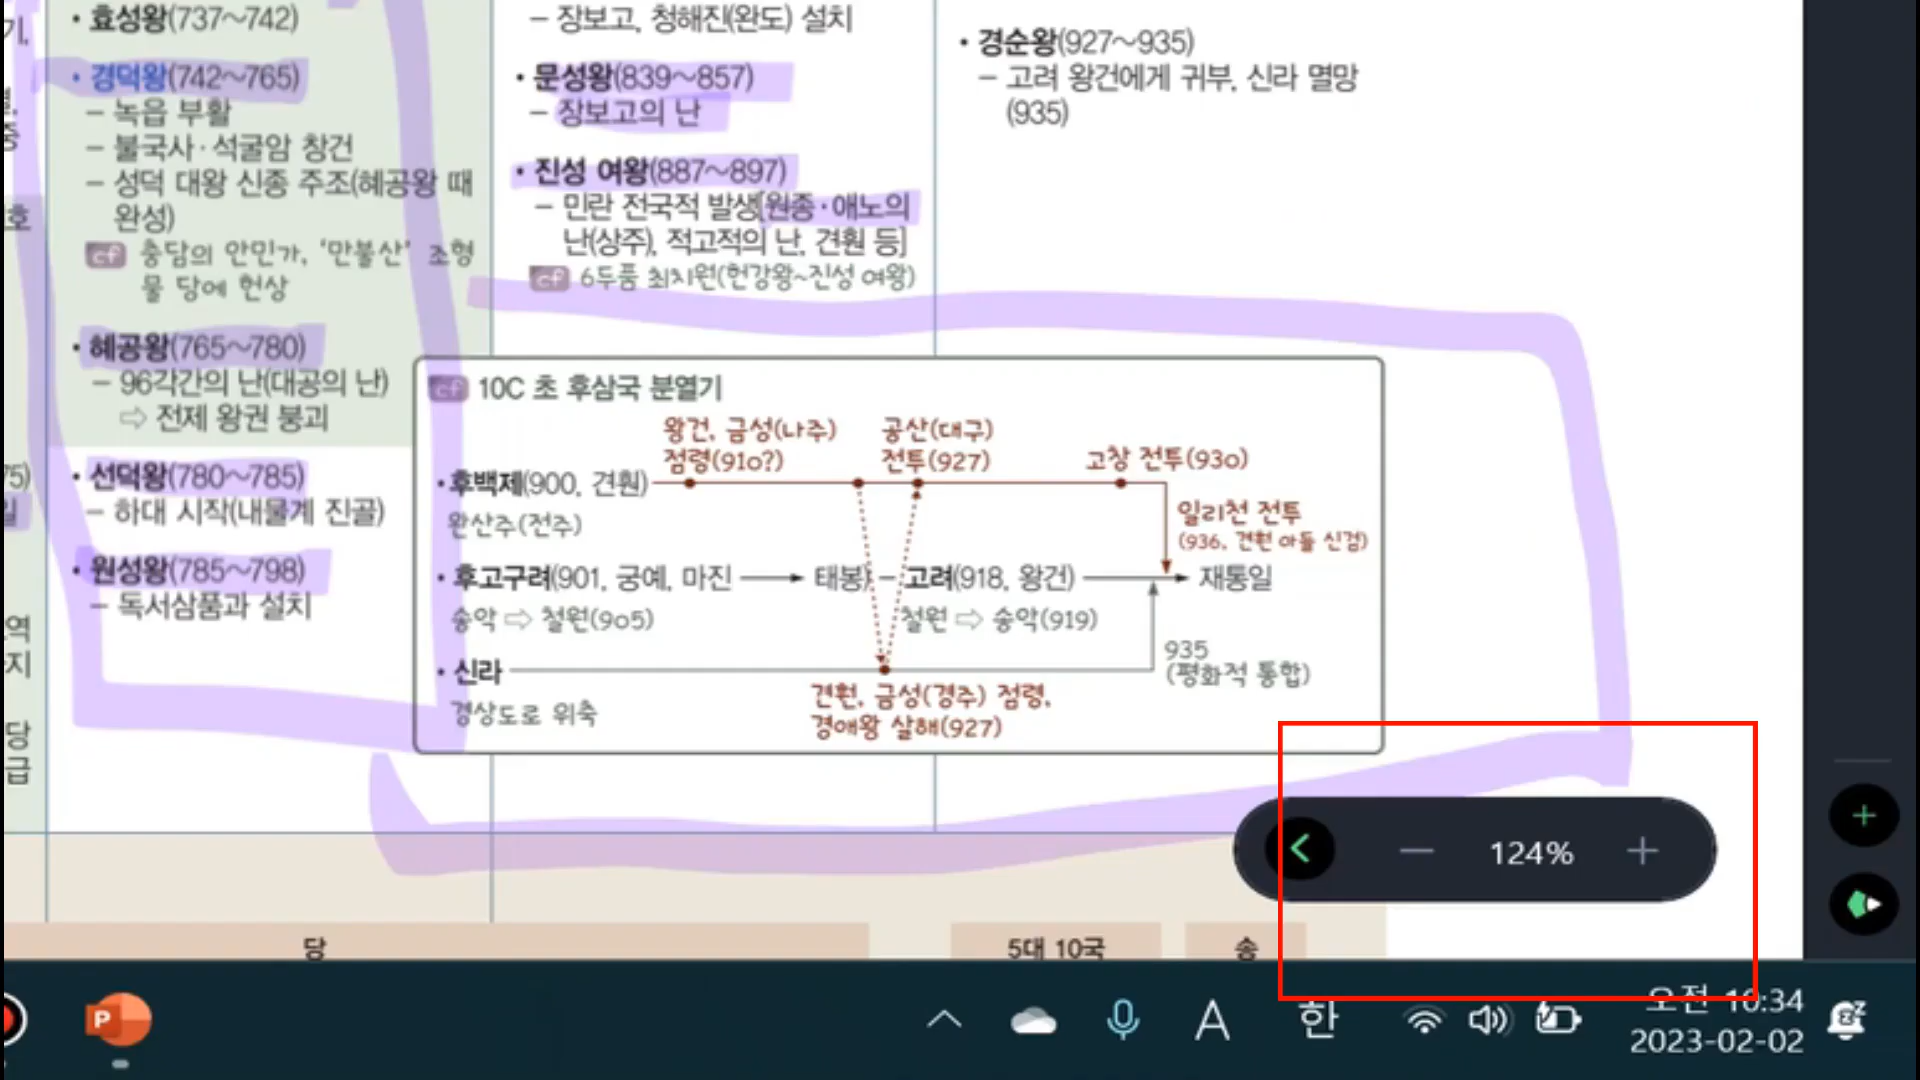 기,
중
호
75)
일
역
지
당
급
• 효성왕(737~742)
• 경덕왕(742~765)
– 녹읍 부활
– 불국사·석굴암 창건
– 성덕 대왕 신종 주조(혜공왕 때
완성)
cf 충담의 안민가, ‘만불산’ 조형
물 당에 헌상
• 혜공왕(765~780)
– 96각간의 난(대공의 난)
⇨ 전제 왕권 붕괴
• 선덕왕(780~785)
– 하대 시작(내물계 진골)
• 원성왕(785~798)
– 독서삼품과 설치
– 장보고, 청해진(완도) 설치
• 문성왕(839~857)
– 장보고의 난
• 진성 여왕(887~897)
– 민란 전국적 발생[원종·애노의
난(상주), 적고적의 난, 견훤 등]
cf 6두품 최치원(헌강왕~진성 여왕)
• 경순왕(927~935)
– 고려 왕건에게 귀부, 신라 멸망
(935)
cf 10C 초 후삼국 분열기
왕건, 금성(나주)
점령(910?)
공산(대구)
전투(927)
고창 전투(930)
• 후백제(900, 견훤)
완산주(전주)
일리천 전투
(936, 견훤 아들 신검)
• 후고구려(901, 궁예, 마진 → 태봉) – 고려(918, 왕건) → 재통일
송악 ⇨ 철원(905)
철원 ⇨ 송악(919)
• 신라
경상도로 위축
935
(평화적 통합)
견훤, 금성(경주) 점령,
경애왕 살해(927)
124%
당
5대 10국
송
P
A
한
오전 10:34
2023-02-02